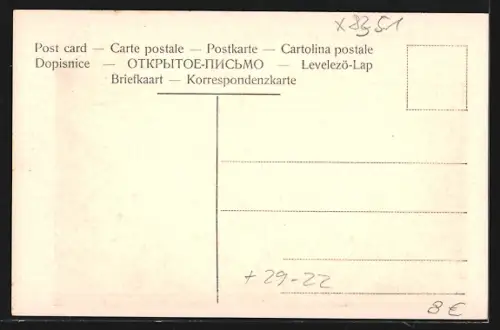 x8351
Post card — Carte postale — Postkarte — Cartolina postale
Dopisnice — ОТКРЫТОЕ-ПИСЬМО — Levelezö-Lap
Briefkaart — Korrespondenzkarte
+ 29-22
8€